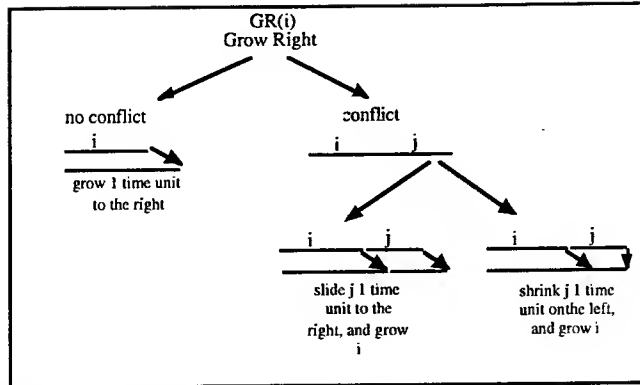 GR(i)
Grow Right
no conflict
i
grow 1 time unit
to the right
conflict
i j
i j
slide j 1 time
unit to the
right, and grow
i
i j
shrink j 1 time
unit onthe left,
and grow i